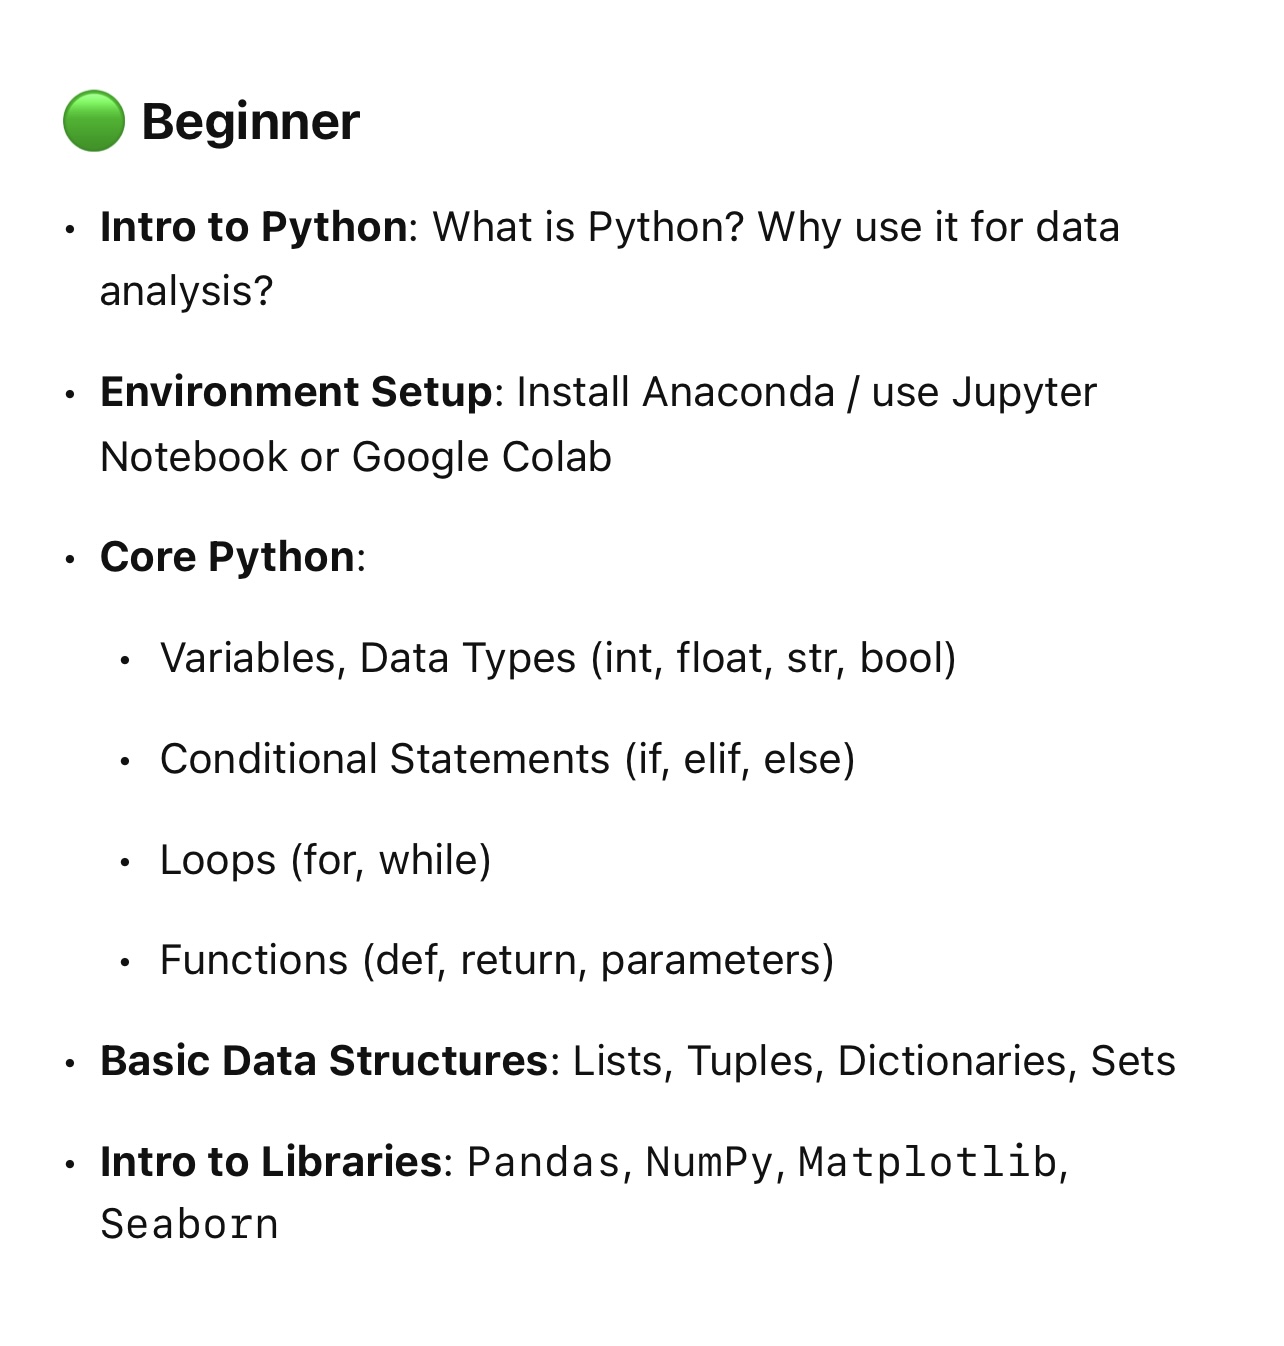 Beginner
• Intro to Python: What is Python? Why use it for data
analysis?
• Environment Setup: Install Anaconda / use Jupyter
Notebook or Google Colab
• Core Python:
• Variables, Data Types (int, float, str, bool)
• Conditional Statements (if, elif, else)
• Loops (for, while)
• Functions (def, return, parameters)
• Basic Data Structures: Lists, Tuples, Dictionaries, Sets
• Intro to Libraries: Pandas, NumPy, Matplotlib,
Seaborn